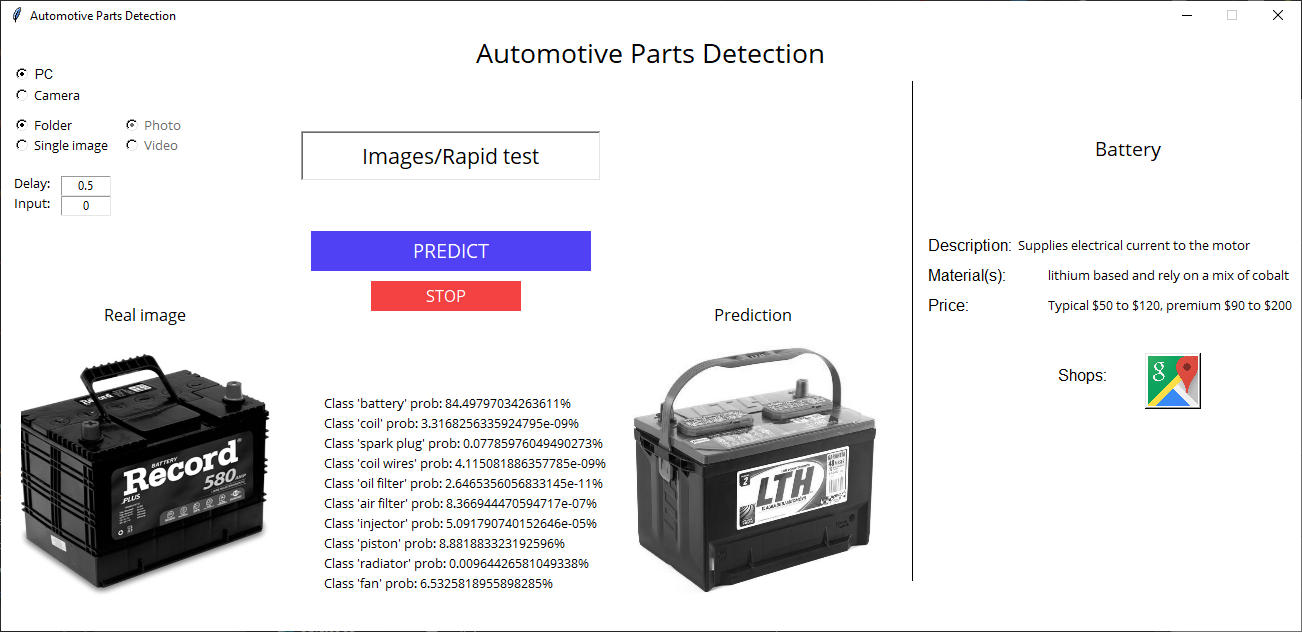 Automotive Parts Detection
Automotive Parts Detection
PC
Camera
Folder
Photo
Single image
Video
Delay: 0.5
Input: 0
Images/Rapid test
PREDICT
STOP
Real image
BATTERY
Record
PLUS
580 AMP
Class 'battery' prob: 84.49797034263611%
Class 'coil' prob: 3.3168256335924795e-09%
Class 'spark plug' prob: 0.07785976049490273%
Class 'coil wires' prob: 4.115081886357785e-09%
Class 'oil filter' prob: 2.6465356056833145e-11%
Class 'air filter' prob: 8.366944470594717e-07%
Class 'injector' prob: 5.091790740152646e-05%
Class 'piston' prob: 8.88188332319 2596%
Class 'radiator' prob: 0.00964426581049338%
Class 'fan' prob: 6.5325818955898285%
Prediction
LTH
Battery
Description: Supplies electrical current to the motor
Material(s): lithium based and rely on a mix of cobalt
Price: Typical $50 to $120, premium $90 to $200
Shops:
g